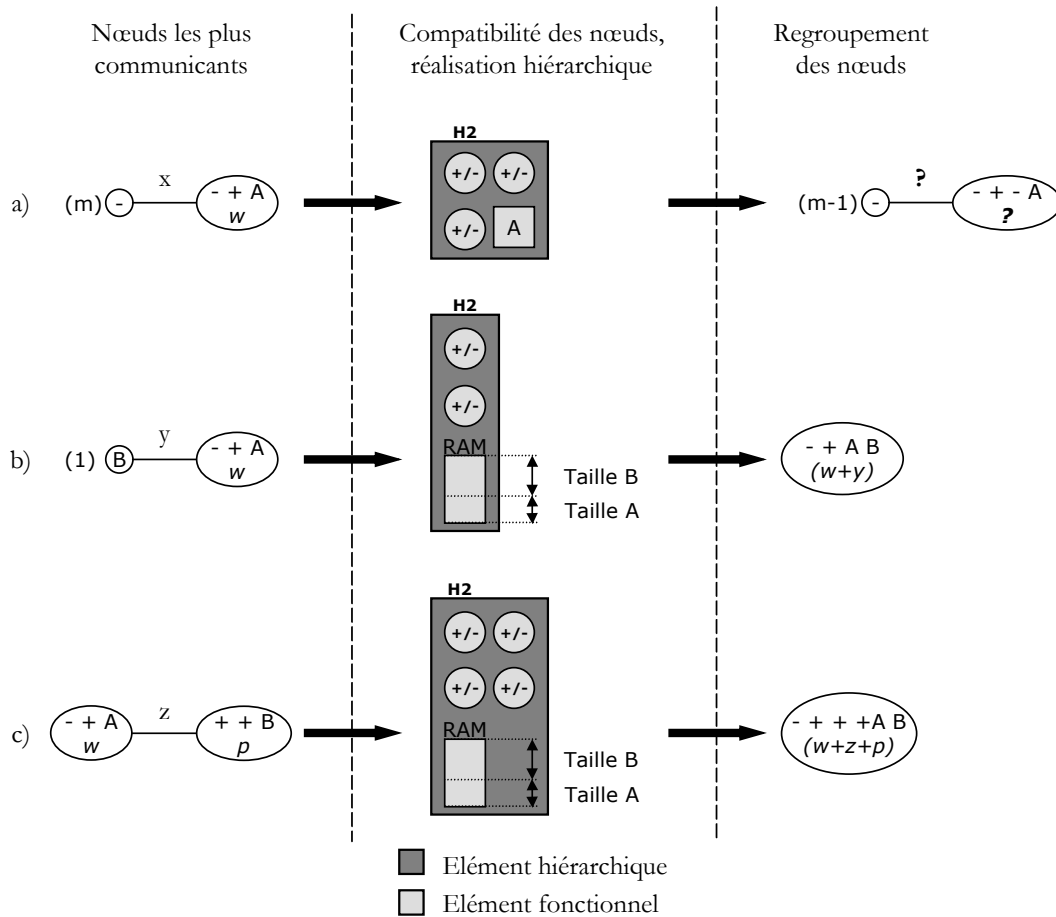 Nœuds les plus
communicants
Compatibilité des nœuds,
réalisation hiérarchique
Regroupement
des nœuds
a)
(m)
-
x
- + A
w
H2
+/-
+/-
+/-
A
(m-1)
-
?
- + - A
?
b)
(1)
B
y
- + A
w
H2
+/-
+/-
RAM
Taille B
Taille A
- + A B
(w+y)
c)
- + A
w
z
+ + B
p
H2
+/-
+/-
+/-
+/-
RAM
Taille B
Taille A
- + + +A B
(w+z+p)
Elément hiérarchique
Elément fonctionnel